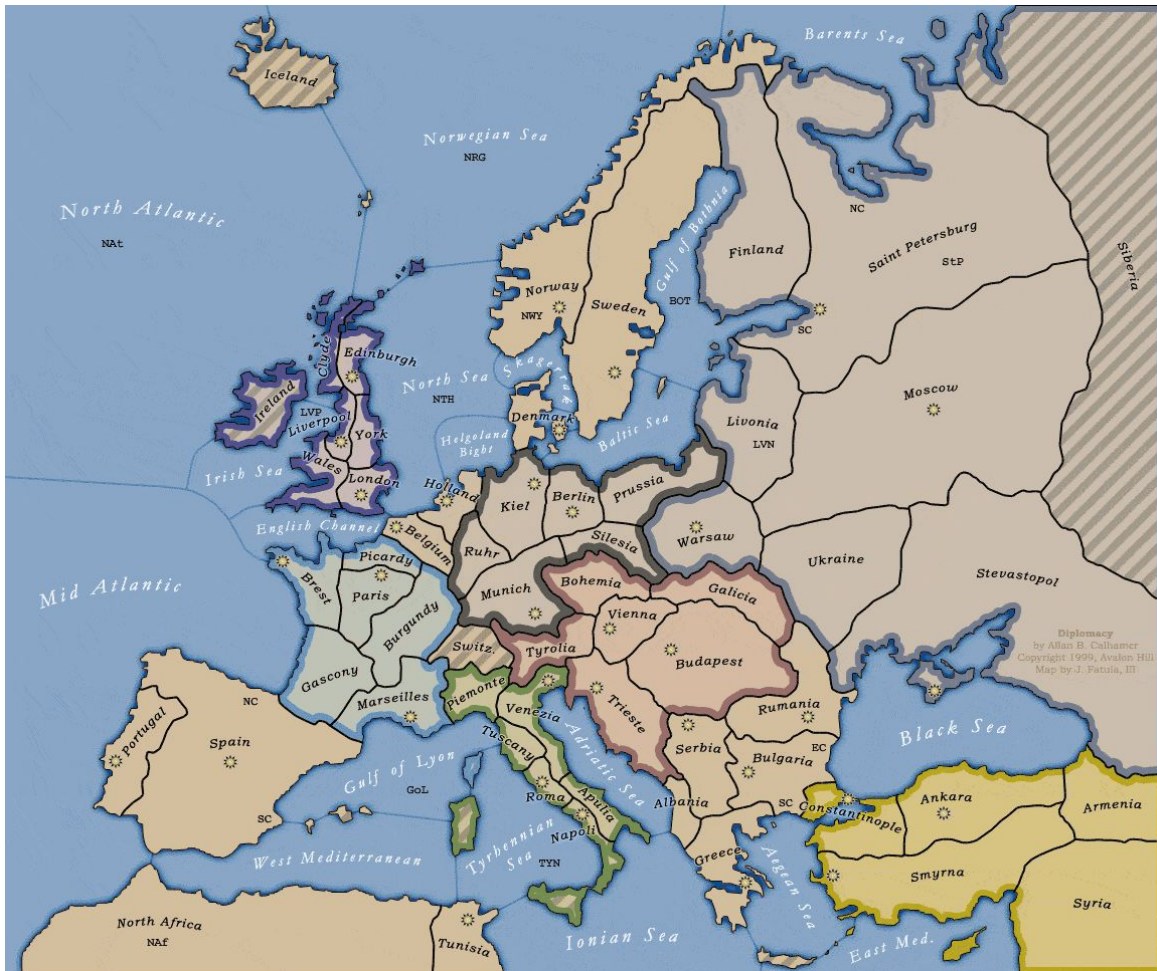 Barents Sea
Iceland
Norwegian Sea
NRG
North Atlantic
NAt
NC
Finland
Saint Petersburg
StP
Siberia
Gulf of Bothnia
BOT
Norway
NWY
Sweden
SC
Clyde
Edinburgh
North Sea
NTH
Skagerrak
Moscow
Ireland
LVP
Liverpool
Denmark
Baltic Sea
Livonia
LVN
York
Helgoland
Bight
Irish Sea
Wales
London
Holland
Kiel
Berlin
Prussia
English Channel
Belgium
Ruhr
Silesia
Warsaw
Ukraine
Stevastopol
Mid Atlantic
Brest
Picardy
Paris
Munich
Bohemia
Galicia
Burgundy
Vienna
Switz.
Tyrolia
Budapest
Diplomacy
by Allan B. Calhamer
Copyright 1999, Avalon Hill
Map by J. Fatula, III
Gascony
Marseilles
Piemonte
Venezia
Trieste
Rumania
Black Sea
NC
Portugal
Spain
Gulf of Lyon
GoL
Tuscany
Adriatic Sea
Serbia
Bulgaria
EC
Roma
Apulia
Albania
SC
Constantinople
Ankara
Armenia
SC
Napoli
West Mediterranean
Tyrhennian
Sea
TYN
Greece
Aegean Sea
Smyrna
Syria
North Africa
NAf
Tunisia
Ionian Sea
East Med.